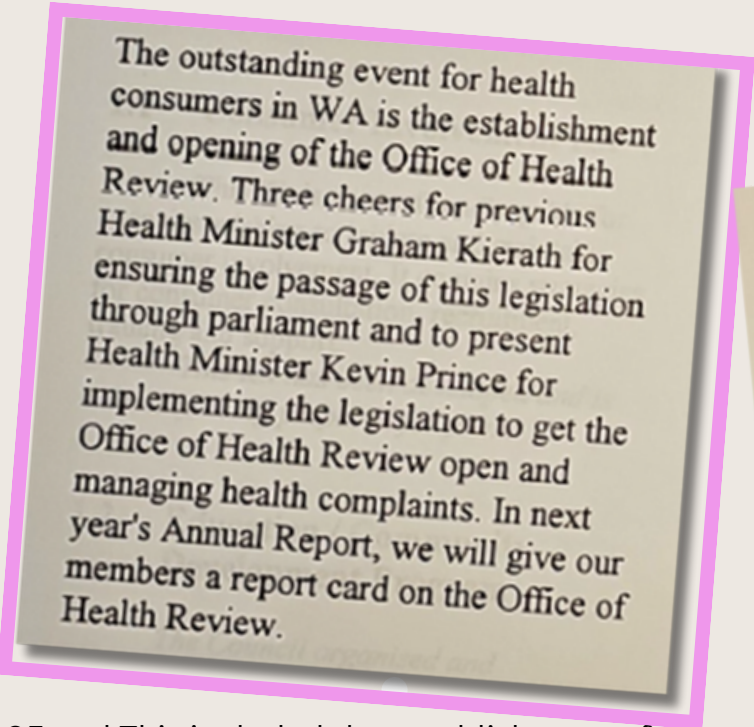 The outstanding event for health
consumers in WA is the establishment
and opening of the Office of Health
Review. Three cheers for previous
Health Minister Graham Kierath for
ensuring the passage of this legislation
through parliament and to present
Health Minister Kevin Prince for
implementing the legislation to get the
Office of Health Review open and
managing health complaints. In next
year's Annual Report, we will give our
members a report card on the Office of
Health Review.
The Council organised and